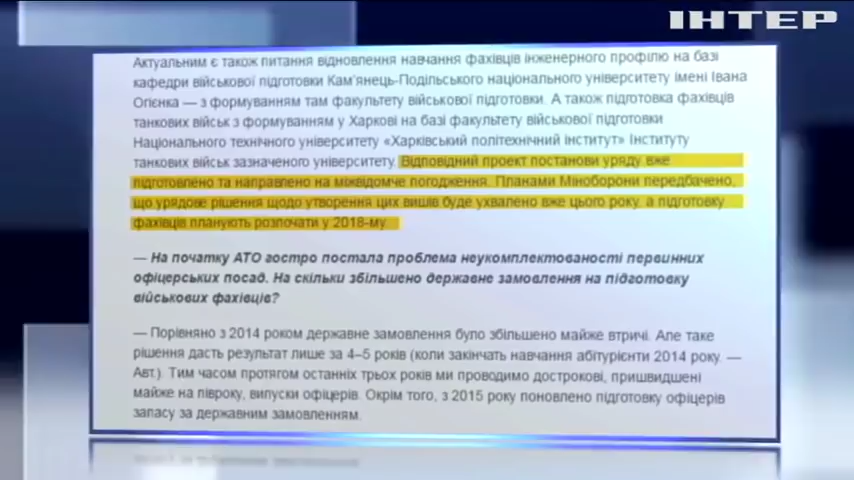 ІНТЕР
Актуальним є також питання відновлення навчання фахівців інженерного профілю на базі
кафедри військової підготовки Кам'янець-Подільського національного університету імені Івана
Огієнка — з формуванням там факультету військової підготовки. А також підготовка фахівців
танкових військ з формуванням у Харкові на базі факультету військової підготовки
Національного технічного університету «Харківський політехнічний інститут» Інституту
танкових військ зазначеного університету. Відповідний проект постанови уряду вже
підготовлено та направлено на міжвідомче погодження. Планами Міноборони передбачено,
що урядове рішення щодо утворення цих вишів буде ухвалено вже цього року, а підготовку
фахівців планують розпочати у 2018-му.
— На початку АТО гостро постала проблема неукомплектованості первинних
офіцерських посад. На скільки збільшено державне замовлення на підготовку
військових фахівців?
— Порівняно з 2014 роком державне замовлення було збільшено майже втричі. Але таке
рішення дасть результат лише за 4–5 років (коли закінчать навчання абітурієнти 2014 року. —
Авт.). Тим часом протягом останніх трьох років ми проводимо дострокові, пришвидшені
майже на півроку, випуски офіцерів. Окрім того, з 2015 року поновлено підготовку офіцерів
запасу за державним замовленням.